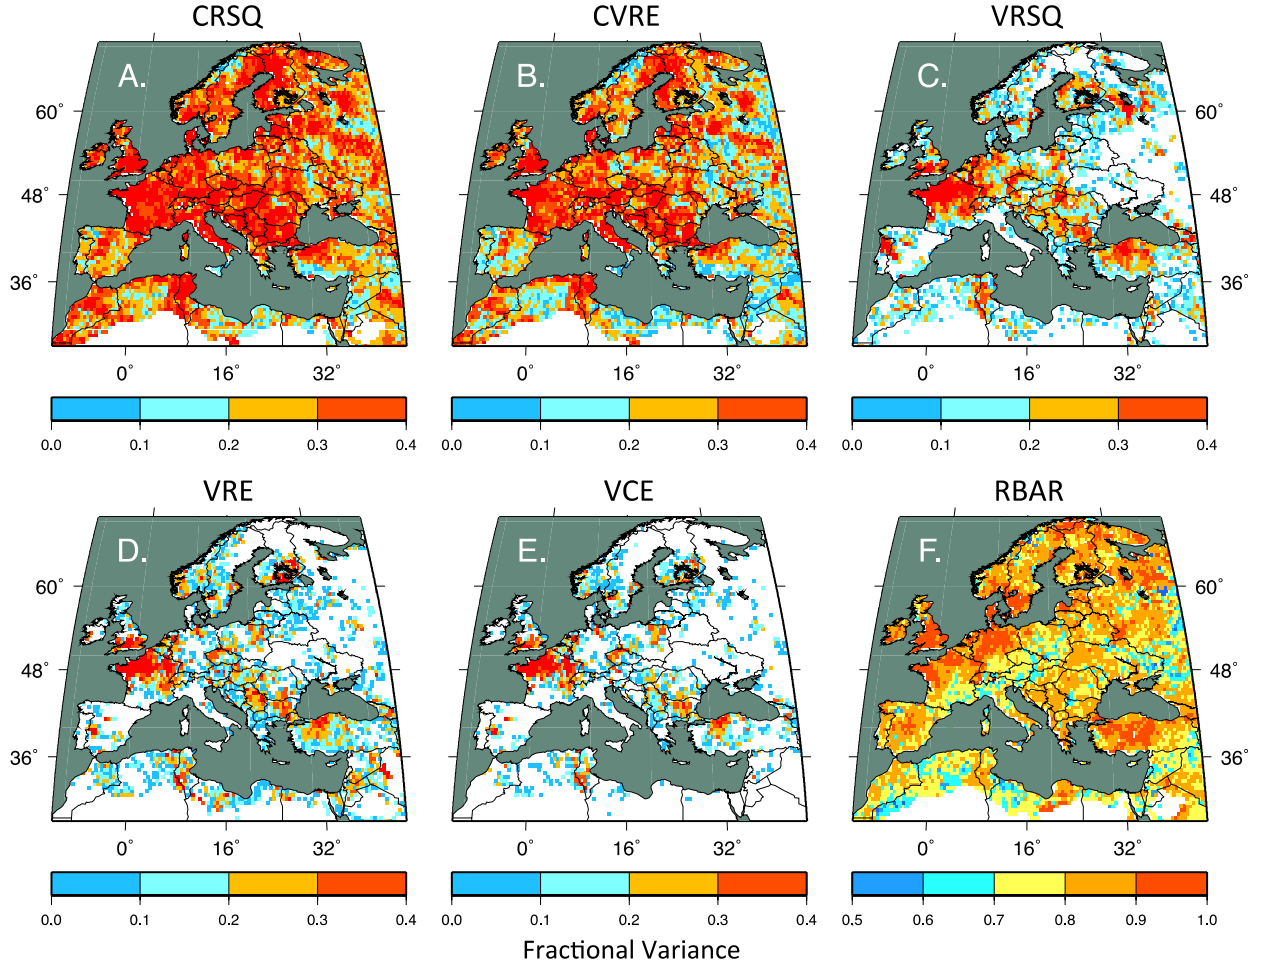 CRSQ CVRE VRSQ
A. B. C.
60° 60°
48° 48°
36° 36°
0° 16° 32° 0° 16° 32° 0° 16° 32°
0.0 0.1 0.2 0.3 0.4 0.0 0.1 0.2 0.3 0.4 0.0 0.1 0.2 0.3 0.4
VRE VCE RBAR
D. E. F.
60° 60°
48° 48°
36° 36°
0° 16° 32° 0° 16° 32° 0° 16° 32°
0.0 0.1 0.2 0.3 0.4 0.0 0.1 0.2 0.3 0.4 0.5 0.6 0.7 0.8 0.9 1.0
Fractional Variance